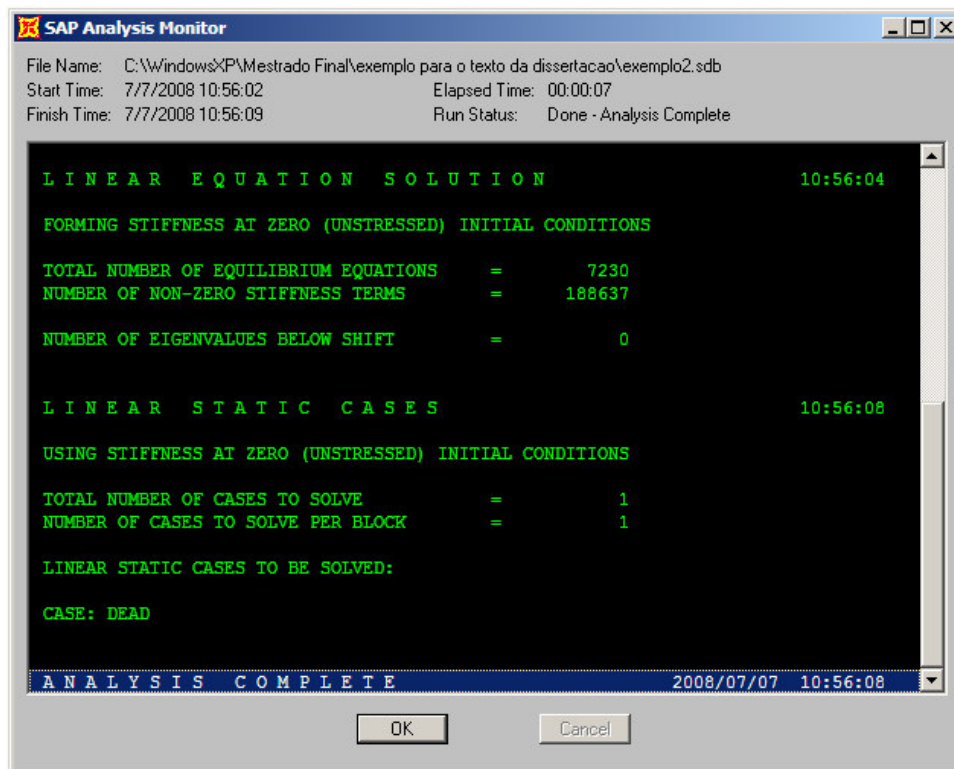 SAP Analysis Monitor
File Name: C:\WindowsXP\Mestrado Final\exemplo para o texto da dissertacao\exemplo2.sdb
Start Time: 7/7/2008 10:56:02 Elapsed Time: 00:00:07
Finish Time: 7/7/2008 10:56:09 Run Status: Done - Analysis Complete
L I N E A R   E Q U A T I O N   S O L U T I O N 10:56:04
FORMING STIFFNESS AT ZERO (UNSTRESSED) INITIAL CONDITIONS
TOTAL NUMBER OF EQUILIBRIUM EQUATIONS = 7230
NUMBER OF NON-ZERO STIFFNESS TERMS = 188637
NUMBER OF EIGENVALUES BELOW SHIFT = 0
L I N E A R   S T A T I C   C A S E S 10:56:08
USING STIFFNESS AT ZERO (UNSTRESSED) INITIAL CONDITIONS
TOTAL NUMBER OF CASES TO SOLVE = 1
NUMBER OF CASES TO SOLVE PER BLOCK = 1
LINEAR STATIC CASES TO BE SOLVED:
CASE: DEAD
A N A L Y S I S   C O M P L E T E 2008/07/07 10:56:08
OK Cancel